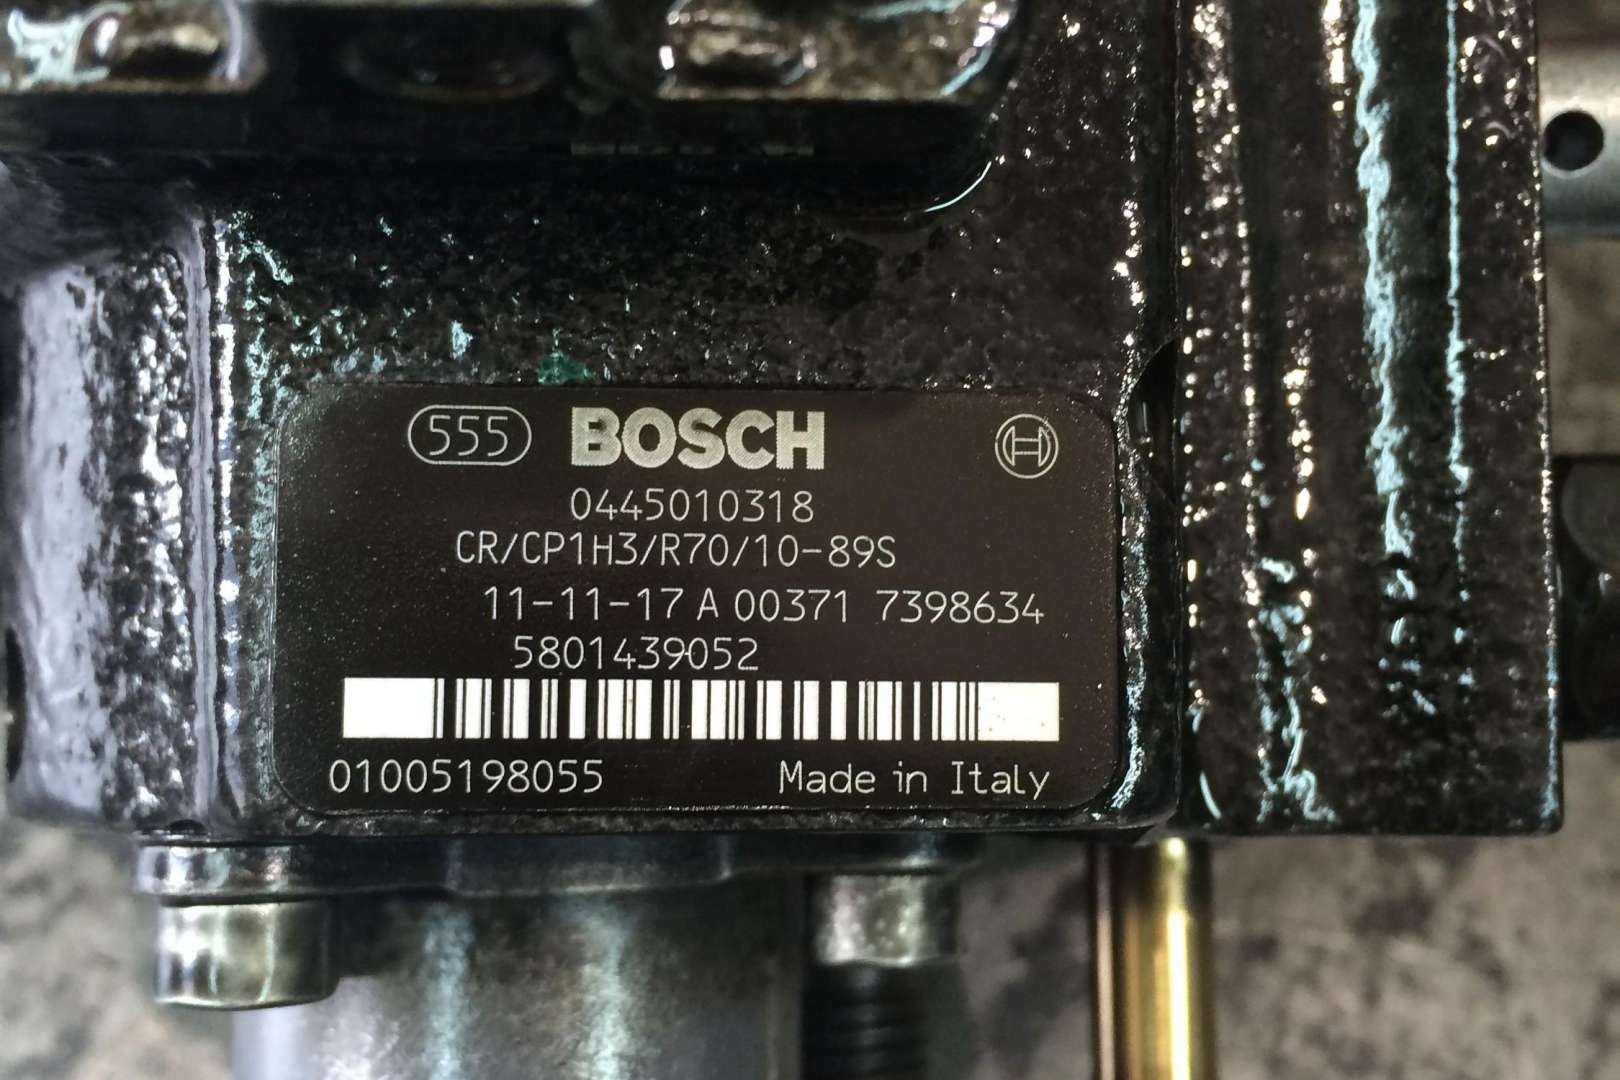 555 BOSCH
0445010318
CR/CP1H3/R70/10-89S
11-11-17 A 00371 7398634
5801439052
01005198055 Made in Italy